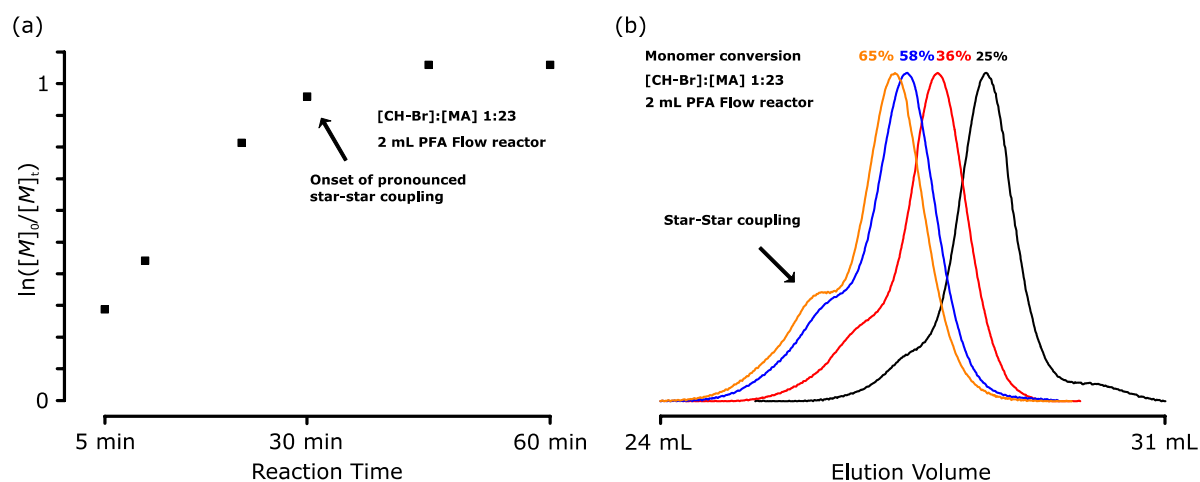 (a)
1
0
ln([M]₀/[M]ₜ)
[CH-Br]:[MA] 1:23
2 mL PFA Flow reactor
Onset of pronounced
star-star coupling
5 min
30 min
60 min
Reaction Time
(b)
Monomer conversion
65% 58% 36% 25%
[CH-Br]:[MA] 1:23
2 mL PFA Flow reactor
Star-Star coupling
24 mL
31 mL
Elution Volume